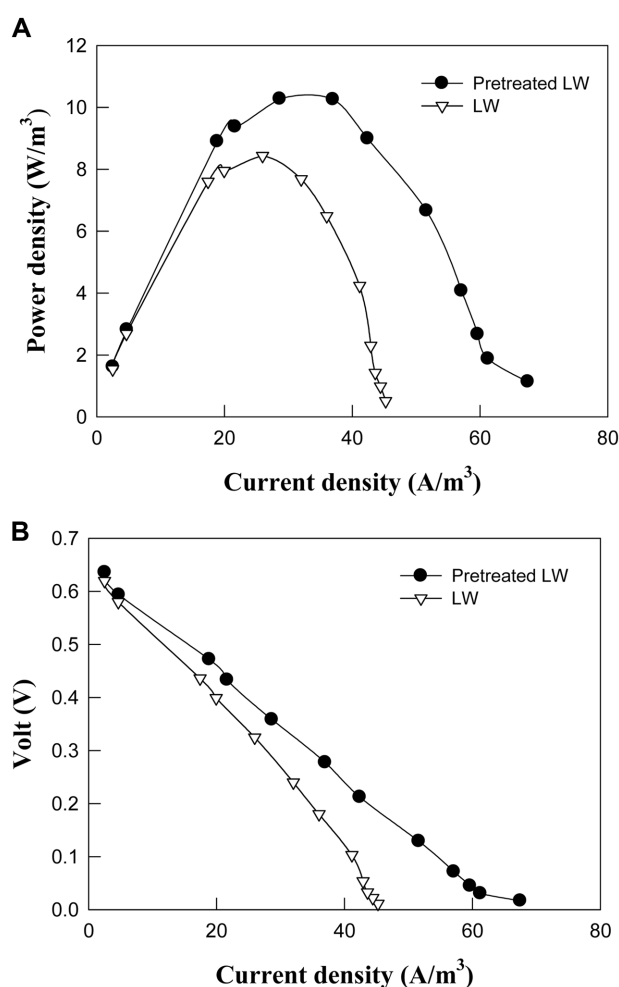 A
12
10
8
6
4
2
0
Power density (W/m³)
Pretreated LW
LW
0 20 40 60 80
Current density (A/m³)
B
0.7
0.6
0.5
0.4
0.3
0.2
0.1
0.0
Volt (V)
Pretreated LW
LW
0 20 40 60 80
Current density (A/m³)